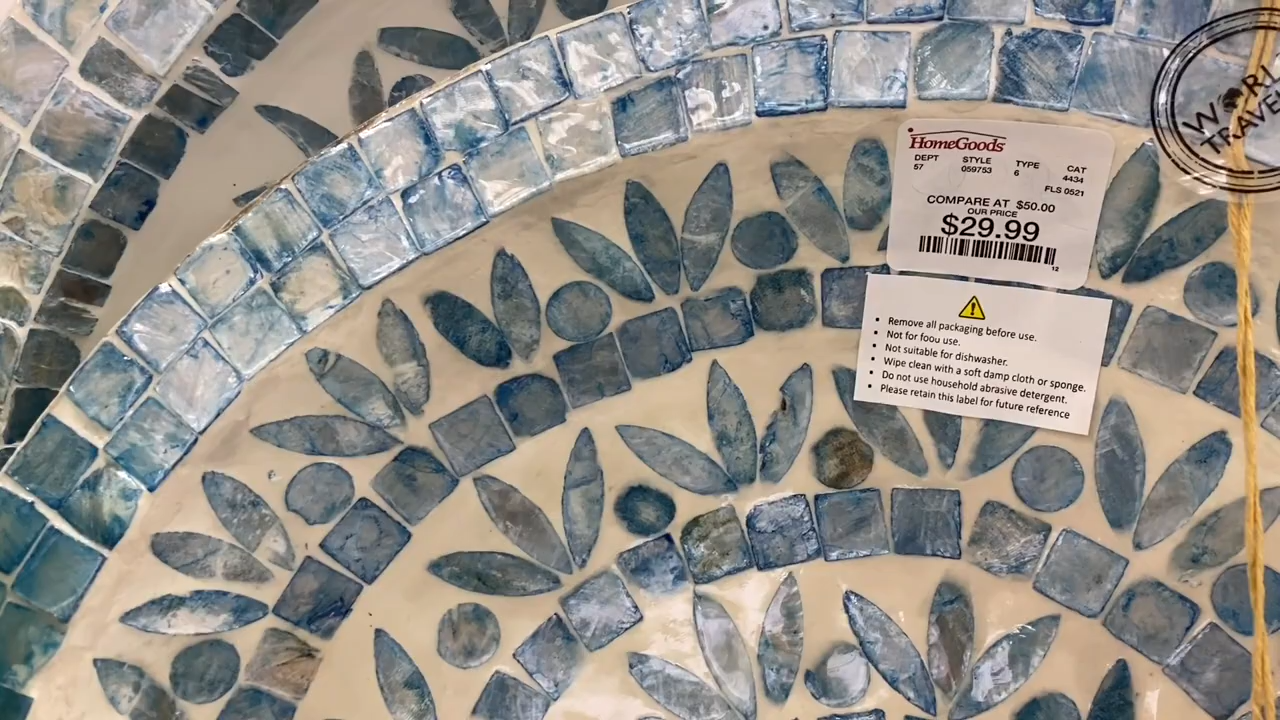 HomeGoods
DEPT STYLE TYPE CAT
57 059753 6 4434
FLS 0521
COMPARE AT $50.00
OUR PRICE
$29.99
12
Remove all packaging before use.
Not for foou use.
Not suitable for dishwasher.
Wipe clean with a soft damp cloth or sponge.
Do not use household abrasive detergent.
Please retain this label for future reference